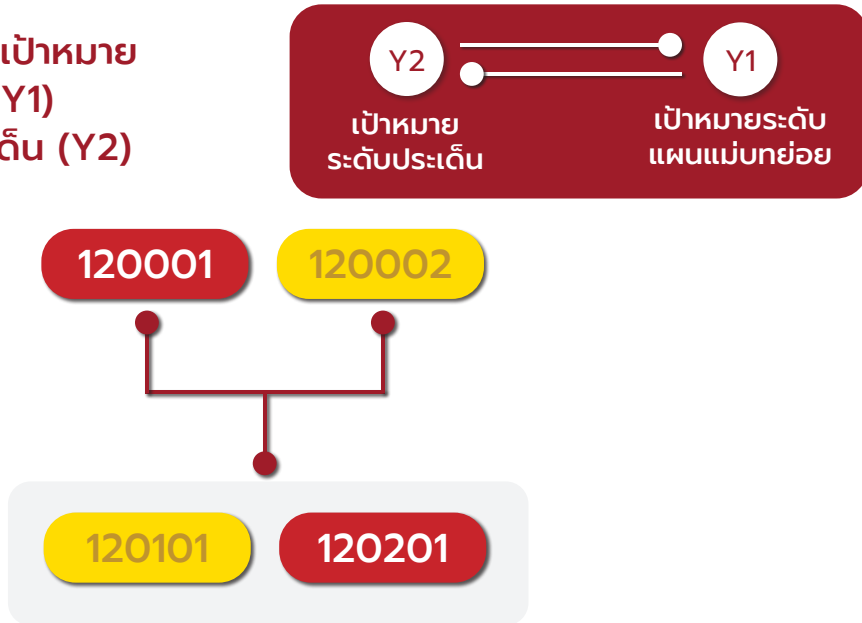 เป้าหมาย
Y1)
ด็น (Y2)
Y2
Y1
เป้าหมาย
ระดับประเด็น
เป้าหมายระดับ
แผนแม่บทย่อย
120001
120002
120101
120201